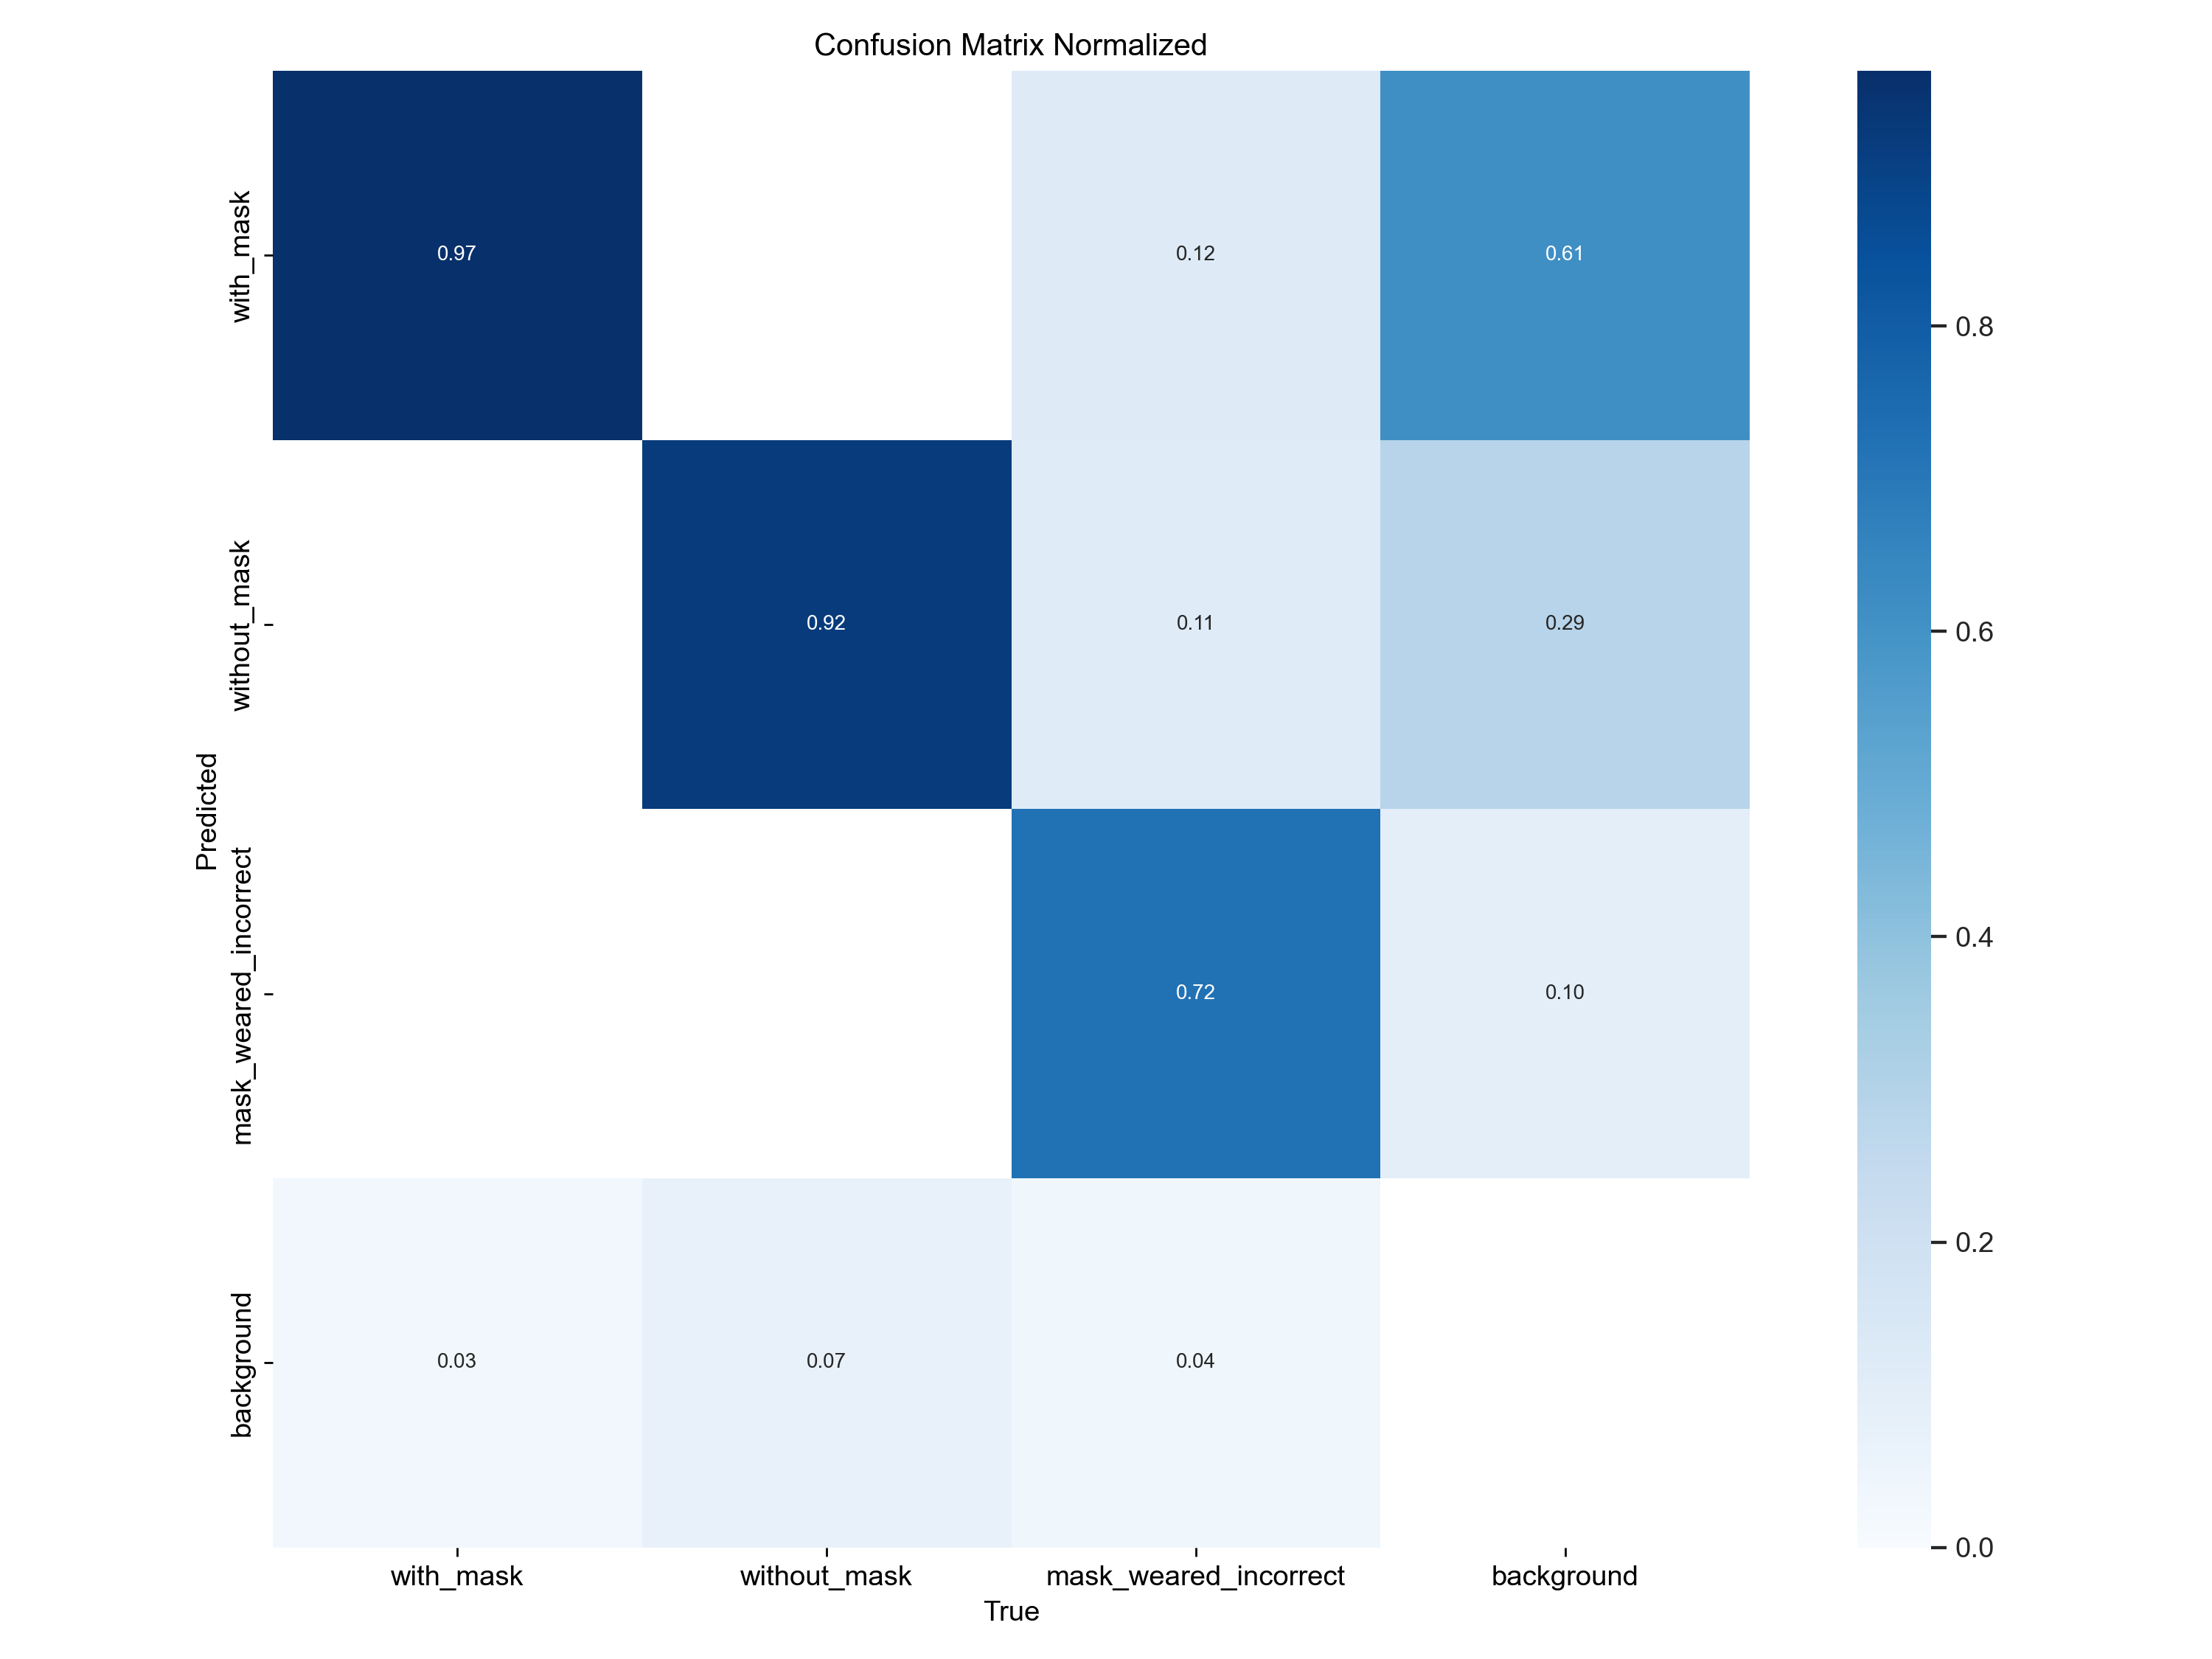 Confusion Matrix Normalized
with_mask
0.97
0.12
0.61
without_mask
0.92
0.11
0.29
Predicted
mask_weared_incorrect
0.72
0.10
background
0.03
0.07
0.04
with_mask
without_mask
mask_weared_incorrect
background
True
0.8
0.6
0.4
0.2
0.0